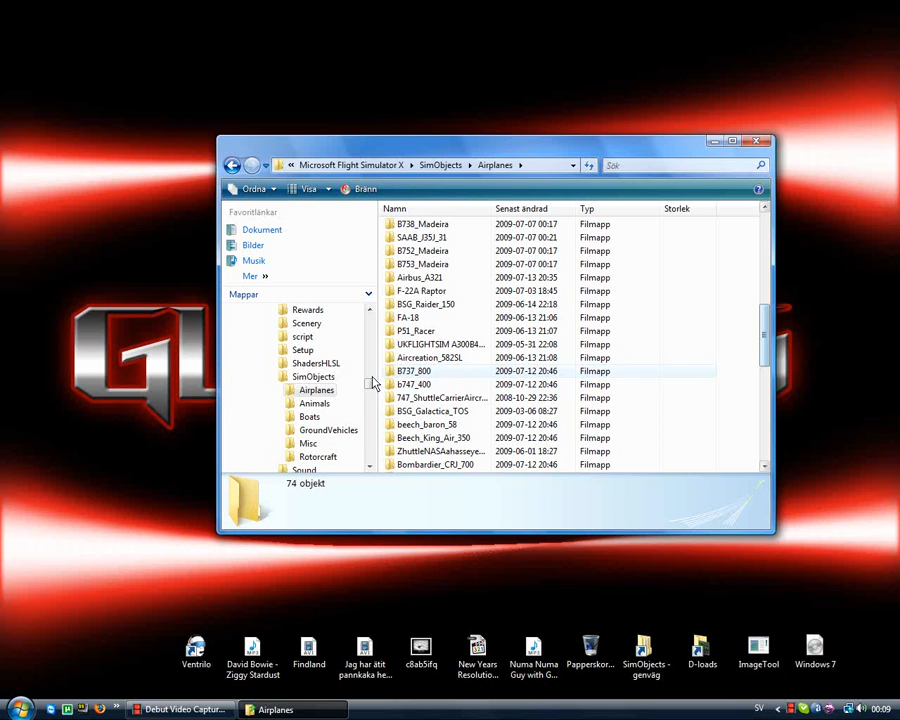 « Microsoft Flight Simulator X SimObjects Airplanes Sök
Ordna Visa Bränn
Favoritlänkar
Dokument
Bilder
Musik
Mer »
Mappar
Rewards
Scenery
script
Setup
ShadersHLSL
SimObjects
Airplanes
Animals
Boats
GroundVehicles
Misc
Rotorcraft
Sound
Namn Senast ändrad Typ Storlek
B738_Madeira 2009-07-07 00:17 Filmapp
SAAB_J35J_31 2009-07-07 00:21 Filmapp
B752_Madeira 2009-07-07 00:17 Filmapp
B753_Madeira 2009-07-07 00:17 Filmapp
Airbus_A321 2009-07-13 20:35 Filmapp
F-22A Raptor 2009-07-03 18:45 Filmapp
BSG_Raider_150 2009-06-14 22:18 Filmapp
FA-18 2009-06-13 21:06 Filmapp
P51_Racer 2009-06-13 21:07 Filmapp
UKFLIGHTSIM A300B4... 2009-05-31 22:08 Filmapp
Aircreation_582SL 2009-06-13 21:08 Filmapp
B737_800 2009-07-12 20:46 Filmapp
b747_400 2009-07-12 20:46 Filmapp
747_ShuttleCarrierAircr... 2008-10-29 22:36 Filmapp
BSG_Galactica_TOS 2009-03-06 08:27 Filmapp
beech_baron_58 2009-07-12 20:46 Filmapp
Beech_King_Air_350 2009-07-12 20:46 Filmapp
ZhuttleNASAahasseye... 2009-06-01 18:27 Filmapp
Bombardier_CRJ_700 2009-07-12 20:46 Filmapp
74 objekt
Ventrilo
David Bowie - Ziggy Stardust
Findland
Jag har ätit pannkaka he...
c8ab5ifq
New Years Resolutio...
Numa Numa Guy with G...
Papperskor...
SimObjects - genväg
D-loads
ImageTool
Windows 7
Debut Video Captur... Airplanes SV 00:09